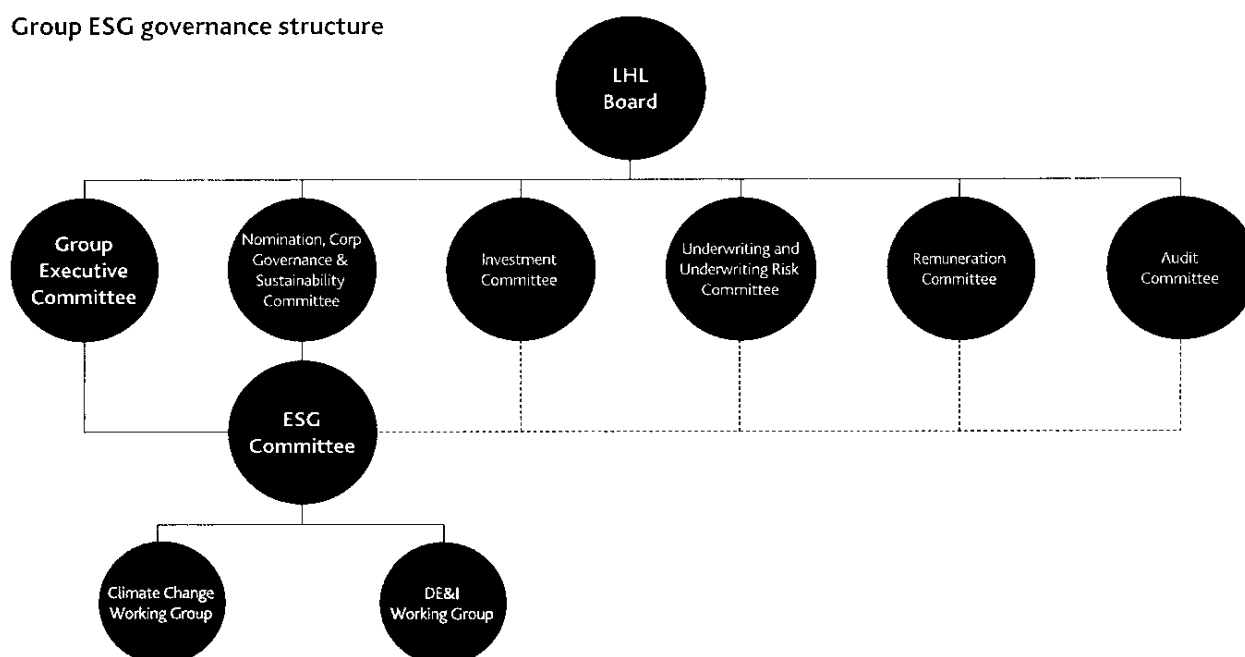 Group ESG governance structure
LHL
Board
Group
Executive
Committee
Nomination, Corp
Governance &
Sustainability
Committee
Investment
Committee
Underwriting and
Underwriting Risk
Committee
Remuneration
Committee
Audit
Committee
ESG
Committee
Climate Change
Working Group
DE&I
Working Group